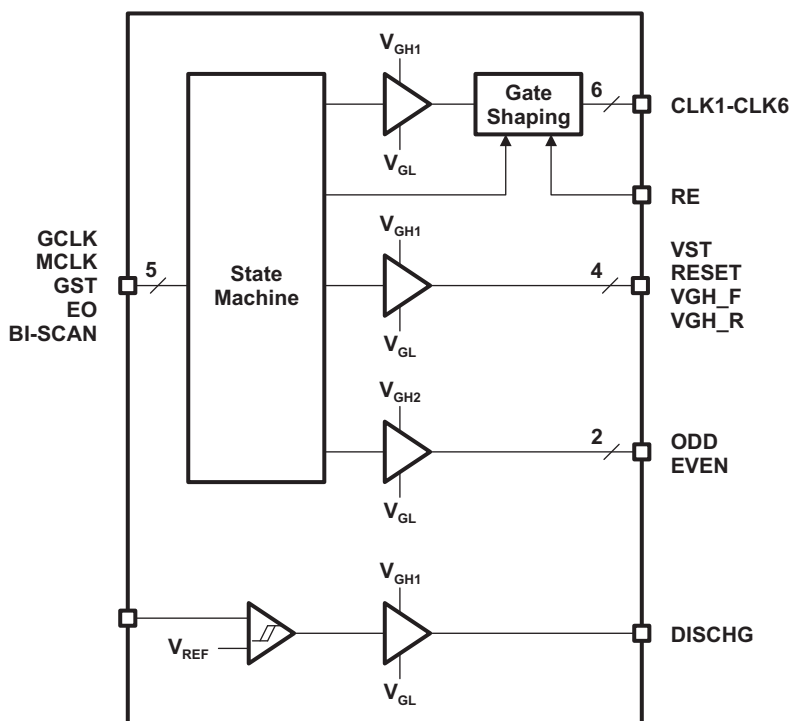 V_GH1
Gate
Shaping
6
CLK1-CLK6
V_GL
RE
GCLK
MCLK
GST
EO
BI-SCAN
5
State
Machine
V_GH1
4
VST
RESET
VGH_F
VGH_R
V_GL
V_GH2
2
ODD
EVEN
V_GL
V_GH1
V_REF
DISCHG
V_GL